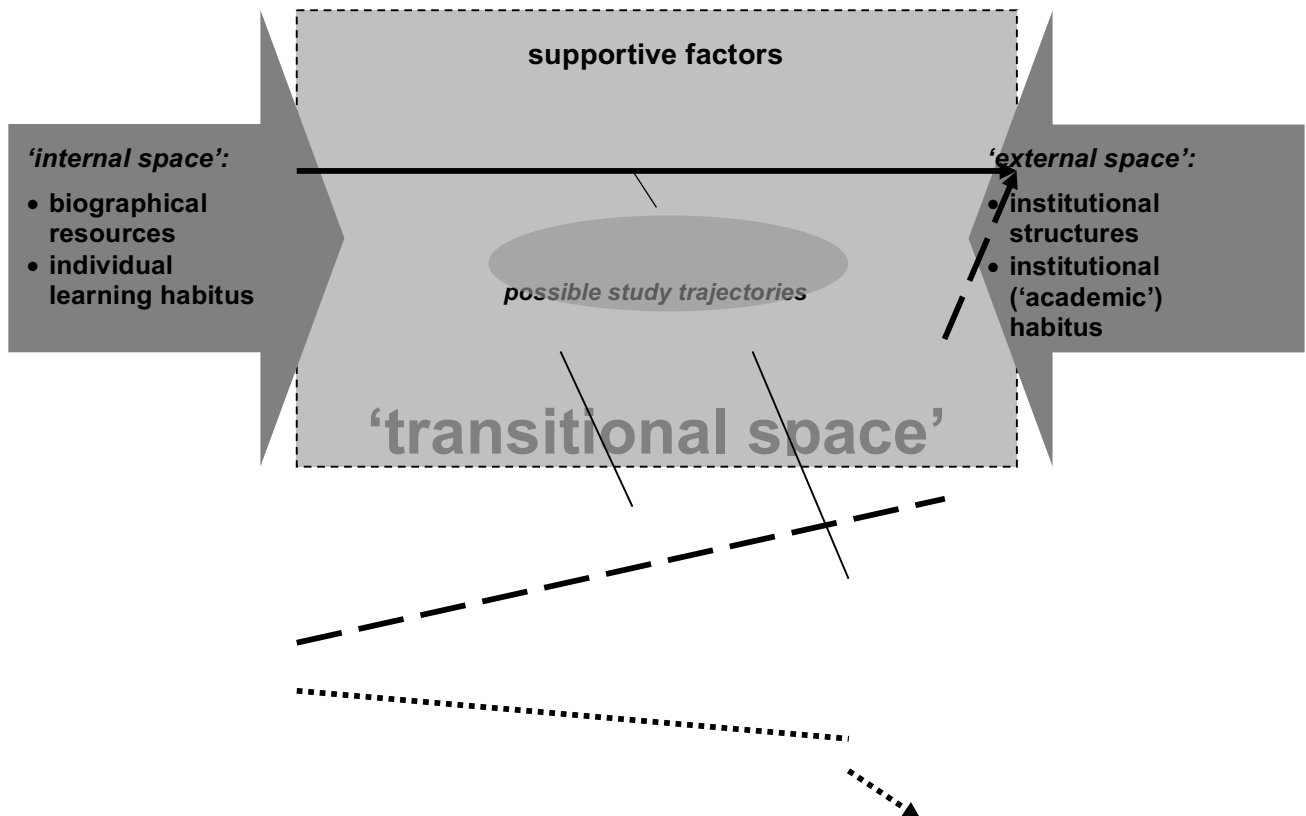 supportive factors
‘internal space’:
• biographical
resources
• individual
learning habitus
‘external space’:
• institutional
structures
• institutional
(‘academic’)
habitus
possible study trajectories
‘transitional space’